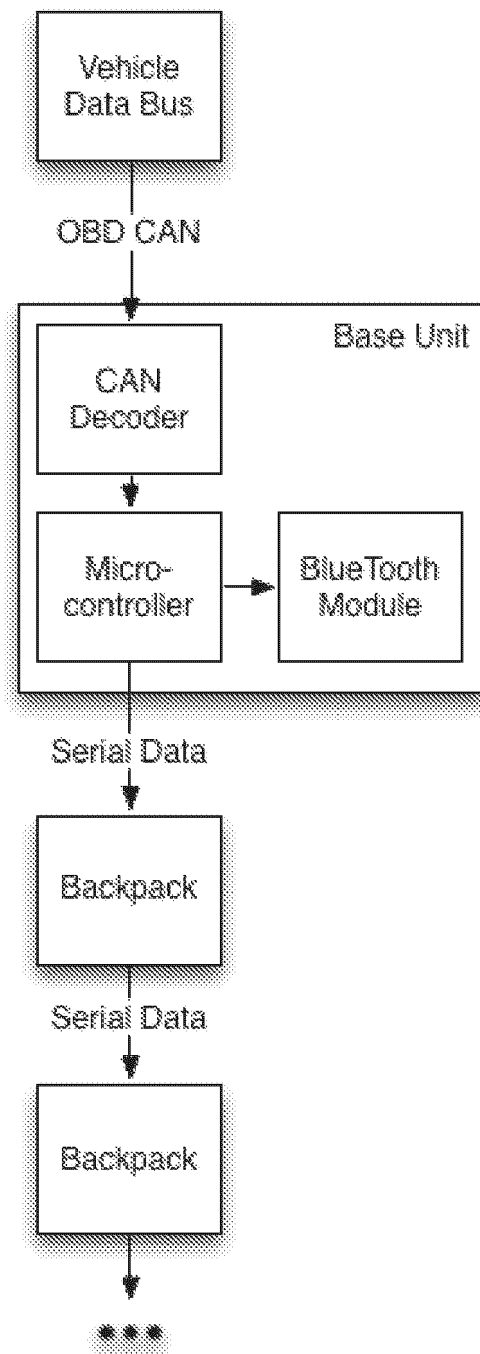 Vehicle
Data Bus
OBD CAN
Base Unit
CAN
Decoder
Micro-
controller
BlueTooth
Module
Serial Data
Backpack
Serial Data
Backpack
•••